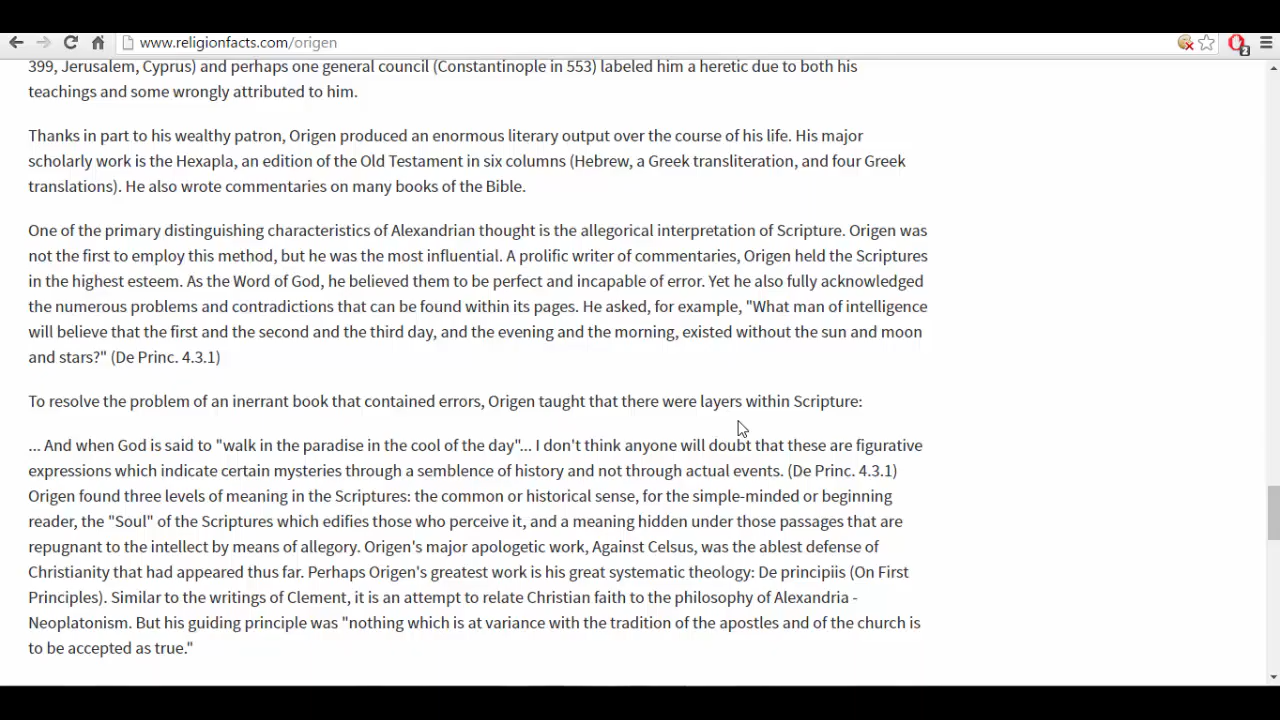 www.religionfacts.com/origen
2
399, Jerusalem, Cyprus) and perhaps one general council (Constantinople in 553) labeled him a heretic due to both his
teachings and some wrongly attributed to him.
Thanks in part to his wealthy patron, Origen produced an enormous literary output over the course of his life. His major
scholarly work is the Hexapla, an edition of the Old Testament in six columns (Hebrew, a Greek transliteration, and four Greek
translations). He also wrote commentaries on many books of the Bible.
One of the primary distinguishing characteristics of Alexandrian thought is the allegorical interpretation of Scripture. Origen was
not the first to employ this method, but he was the most influential. A prolific writer of commentaries, Origen held the Scriptures
in the highest esteem. As the Word of God, he believed them to be perfect and incapable of error. Yet he also fully acknowledged
the numerous problems and contradictions that can be found within its pages. He asked, for example, "What man of intelligence
will believe that the first and the second and the third day, and the evening and the morning, existed without the sun and moon
and stars?" (De Princ. 4.3.1)
To resolve the problem of an inerrant book that contained errors, Origen taught that there were layers within Scripture:
... And when God is said to "walk in the paradise in the cool of the day"... I don't think anyone will doubt that these are figurative
expressions which indicate certain mysteries through a semblence of history and not through actual events. (De Princ. 4.3.1)
Origen found three levels of meaning in the Scriptures: the common or historical sense, for the simple-minded or beginning
reader, the "Soul" of the Scriptures which edifies those who perceive it, and a meaning hidden under those passages that are
repugnant to the intellect by means of allegory. Origen's major apologetic work, Against Celsus, was the ablest defense of
Christianity that had appeared thus far. Perhaps Origen's greatest work is his great systematic theology: De principiis (On First
Principles). Similar to the writings of Clement, it is an attempt to relate Christian faith to the philosophy of Alexandria -
Neoplatonism. But his guiding principle was "nothing which is at variance with the tradition of the apostles and of the church is
to be accepted as true."